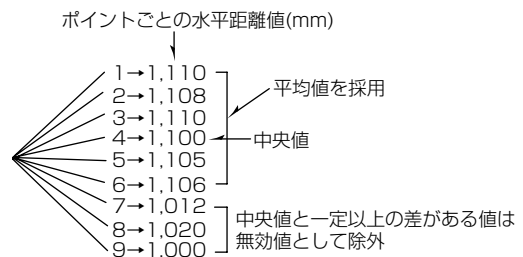 ポイントごとの水平距離値(mm)
1→1,110
2→1,108
3→1,110
4→1,100
5→1,105
6→1,106
7→1,012
8→1,020
9→1,000
平均値を採用
中央値
中央値と一定以上の差がある値は
無効値として除外